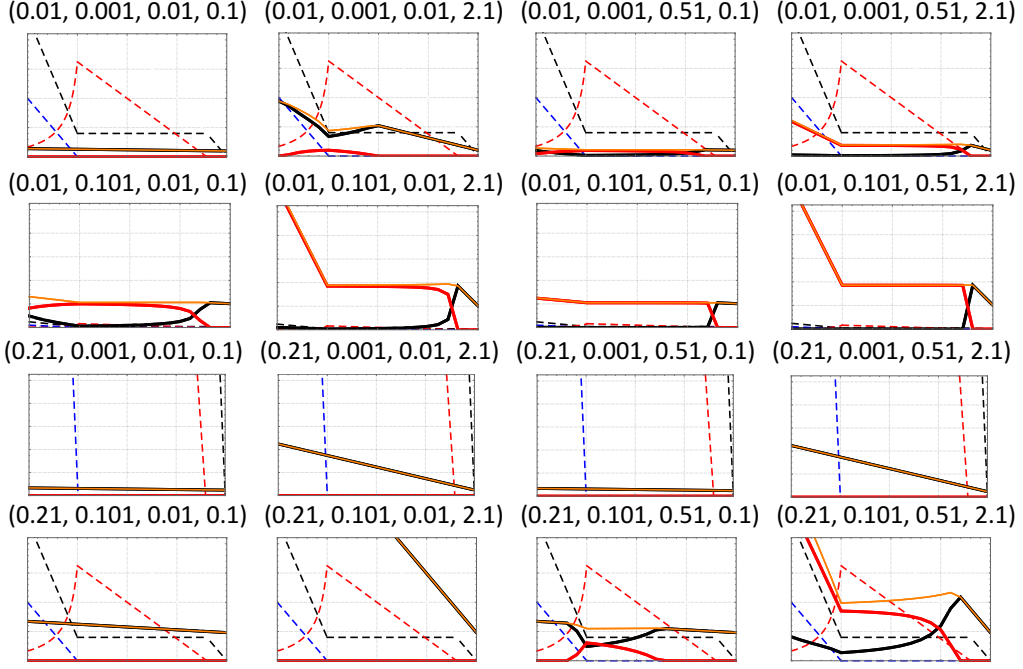 (0.01, 0.001, 0.01, 0.1) (0.01, 0.001, 0.01, 2.1) (0.01, 0.001, 0.51, 0.1) (0.01, 0.001, 0.51, 2.1)
(0.01, 0.101, 0.01, 0.1) (0.01, 0.101, 0.01, 2.1) (0.01, 0.101, 0.51, 0.1) (0.01, 0.101, 0.51, 2.1)
(0.21, 0.001, 0.01, 0.1) (0.21, 0.001, 0.01, 2.1) (0.21, 0.001, 0.51, 0.1) (0.21, 0.001, 0.51, 2.1)
(0.21, 0.101, 0.01, 0.1) (0.21, 0.101, 0.01, 2.1) (0.21, 0.101, 0.51, 0.1) (0.21, 0.101, 0.51, 2.1)